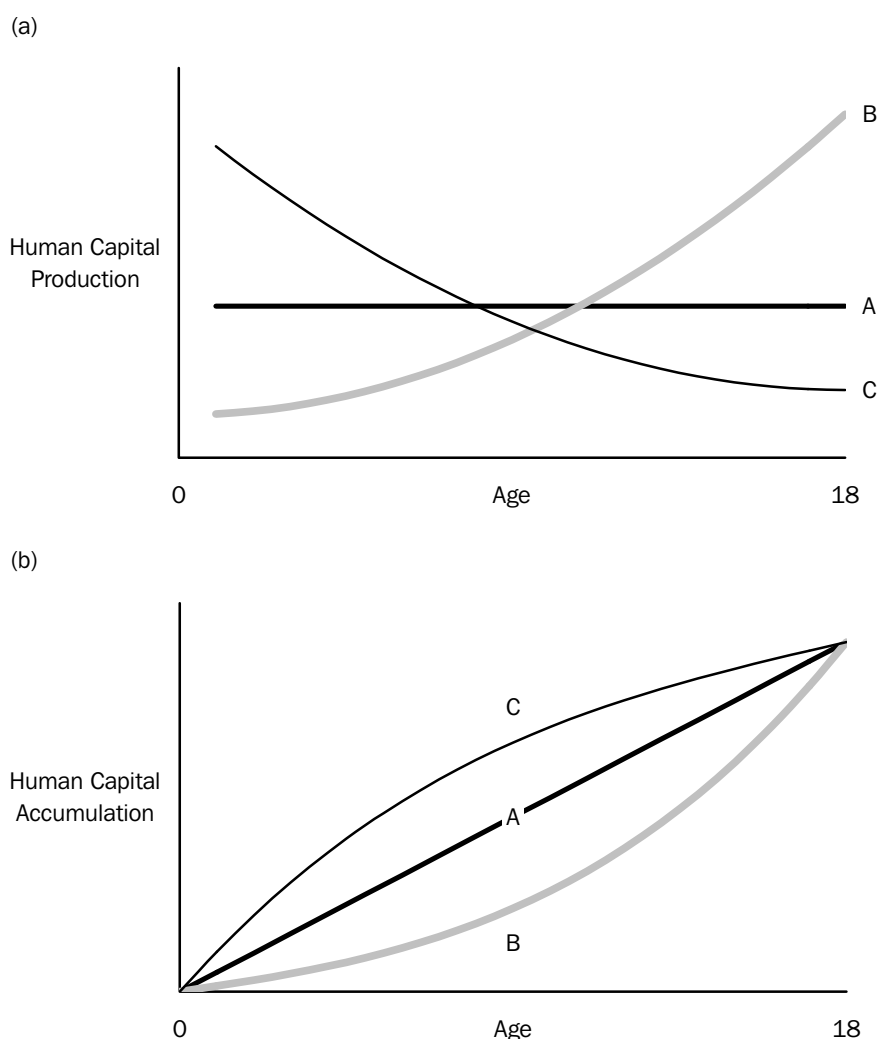 (a)
B
Human Capital
Production
A
C
0
Age
18
(b)
C
Human Capital
Accumulation
A
B
0
Age
18